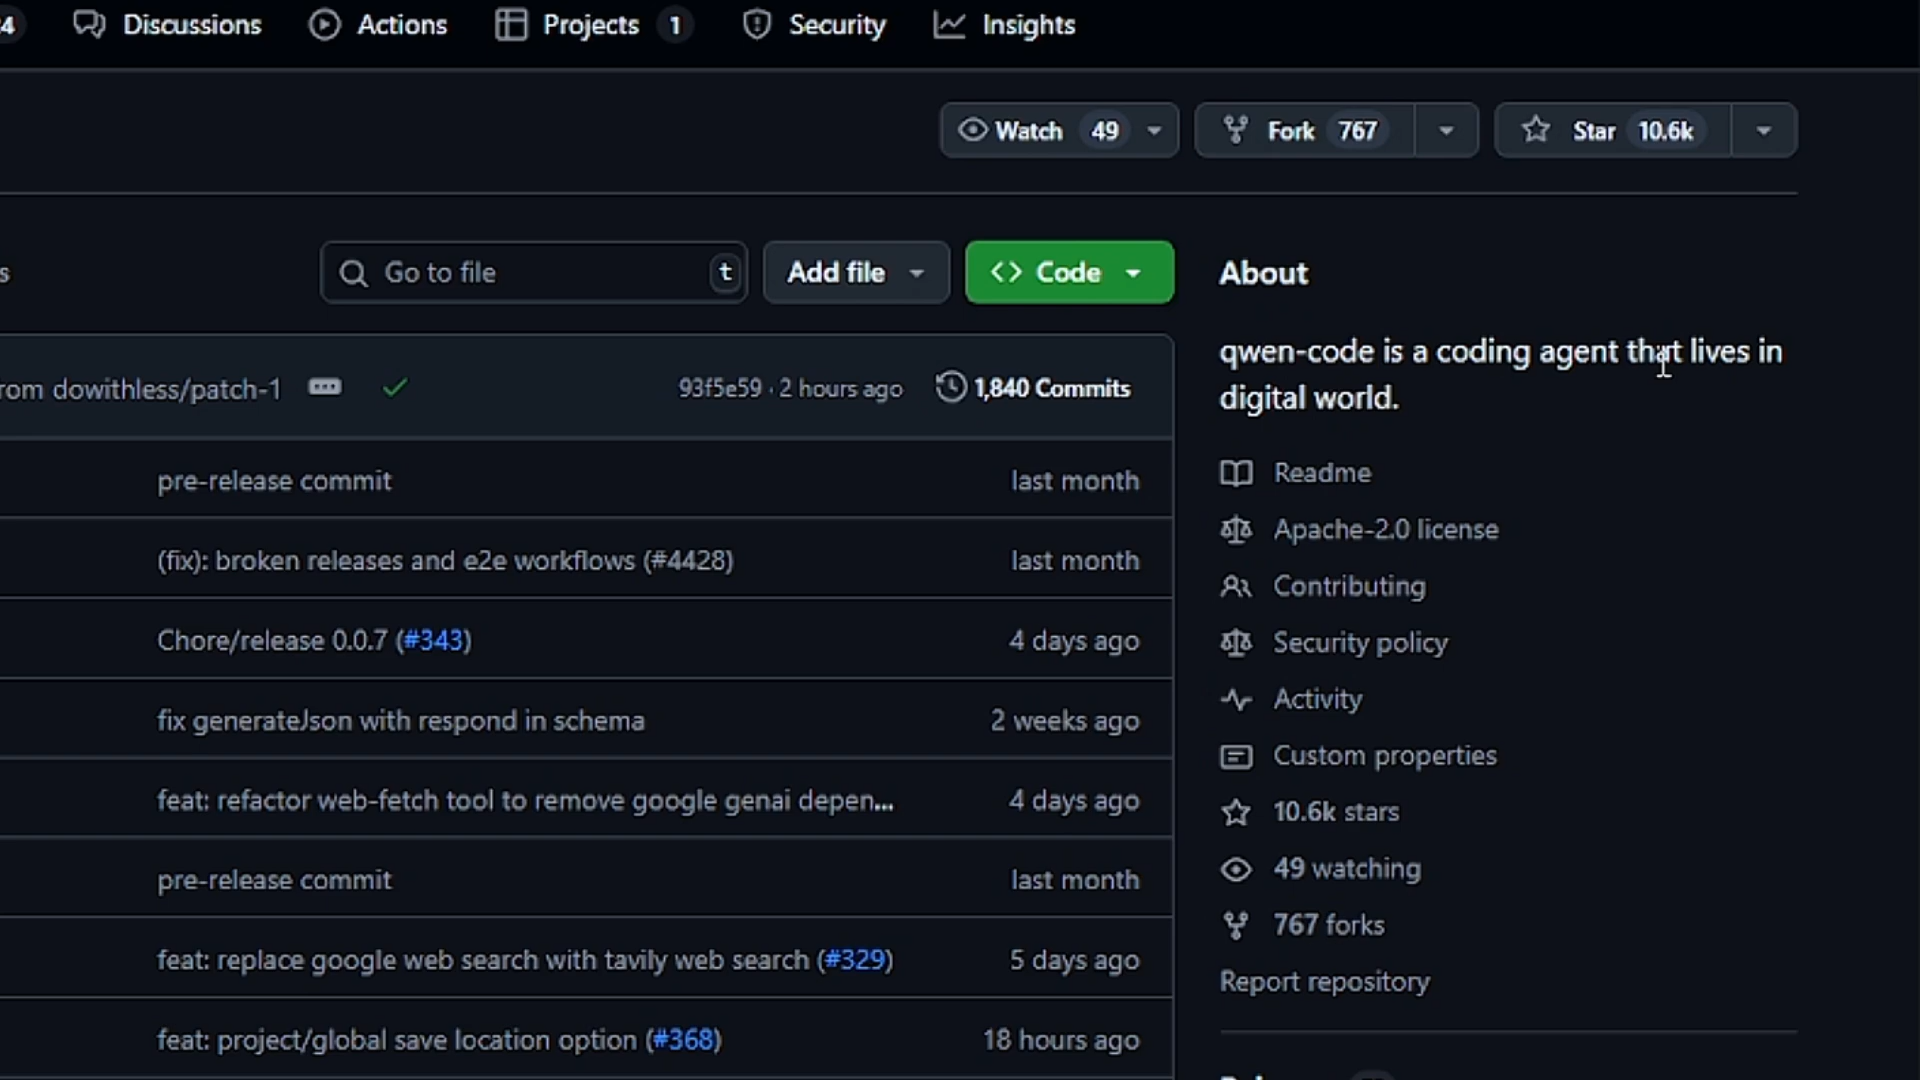 4 Discussions Actions Projects 1 Security Insights
Watch 49 Fork 767 Star 10.6k
s Go to file t Add file Code About
qwen-code is a coding agent that lives in
digital world.
rom dowithless/patch-1 93f5e59 · 2 hours ago 1,840 Commits
pre-release commit last month
(fix): broken releases and e2e workflows (#4428) last month
Chore/release 0.0.7 (#343) 4 days ago
fix generateJson with respond in schema 2 weeks ago
feat: refactor web-fetch tool to remove google genai depen... 4 days ago
pre-release commit last month
feat: replace google web search with tavily web search (#329) 5 days ago
feat: project/global save location option (#368) 18 hours ago
Readme
Apache-2.0 license
Contributing
Security policy
Activity
Custom properties
10.6k stars
49 watching
767 forks
Report repository